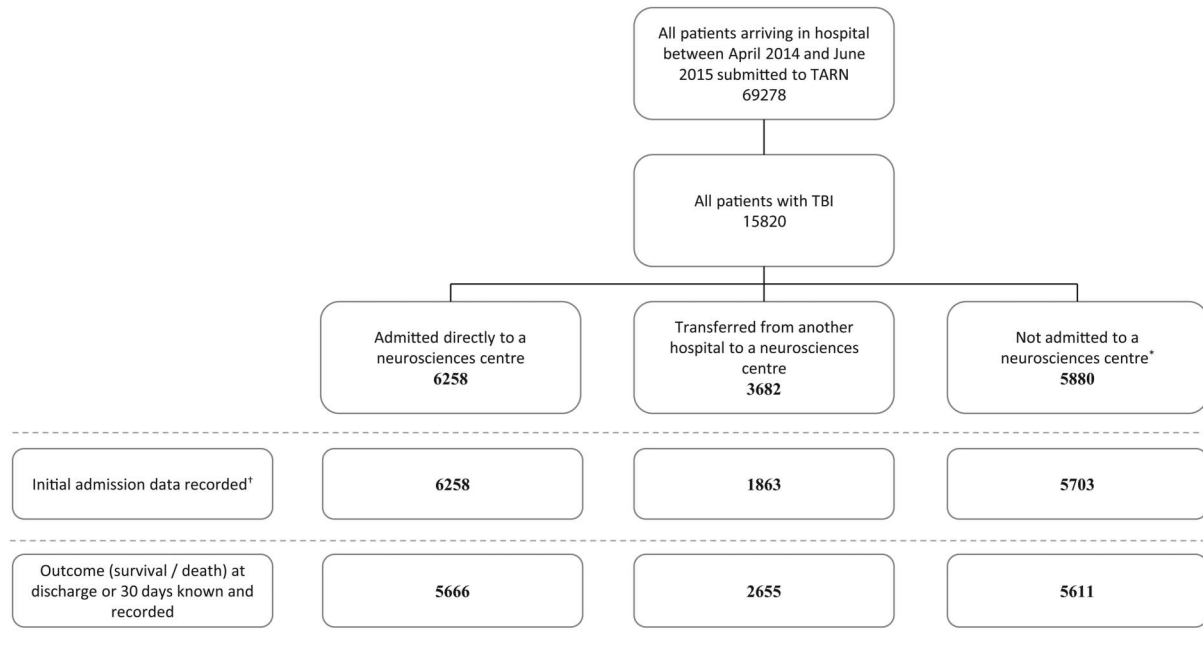 All patients arriving in hospital
between April 2014 and June
2015 submitted to TARN
69278
All patients with TBI
15820
Admitted directly to a
neurosciences centre
6258
Transferred from another
hospital to a neurosciences
centre
3682
Not admitted to a
neurosciences centre*
5880
Initial admission data recorded†
6258
1863
5703
Outcome (survival / death) at
discharge or 30 days known and
recorded
5666
2655
5611